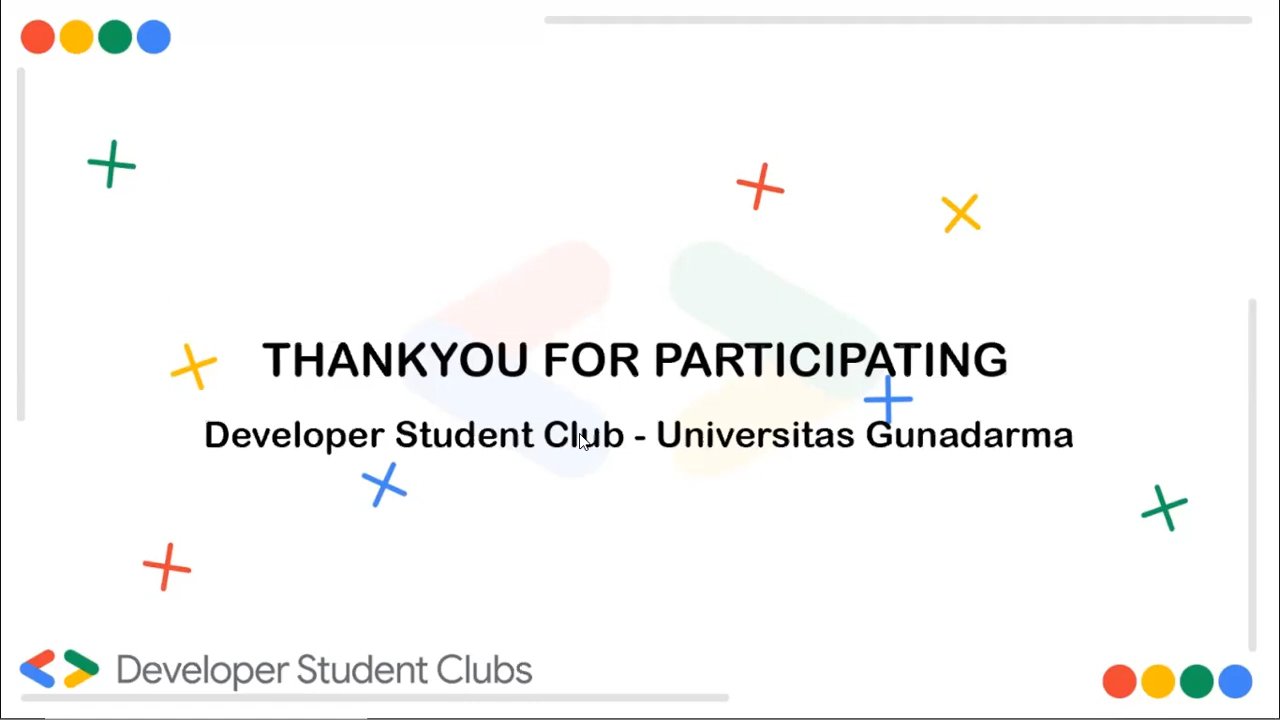 THANKYOU FOR PARTICIPATING
Developer Student Club - Universitas Gunadarma
Developer Student Clubs